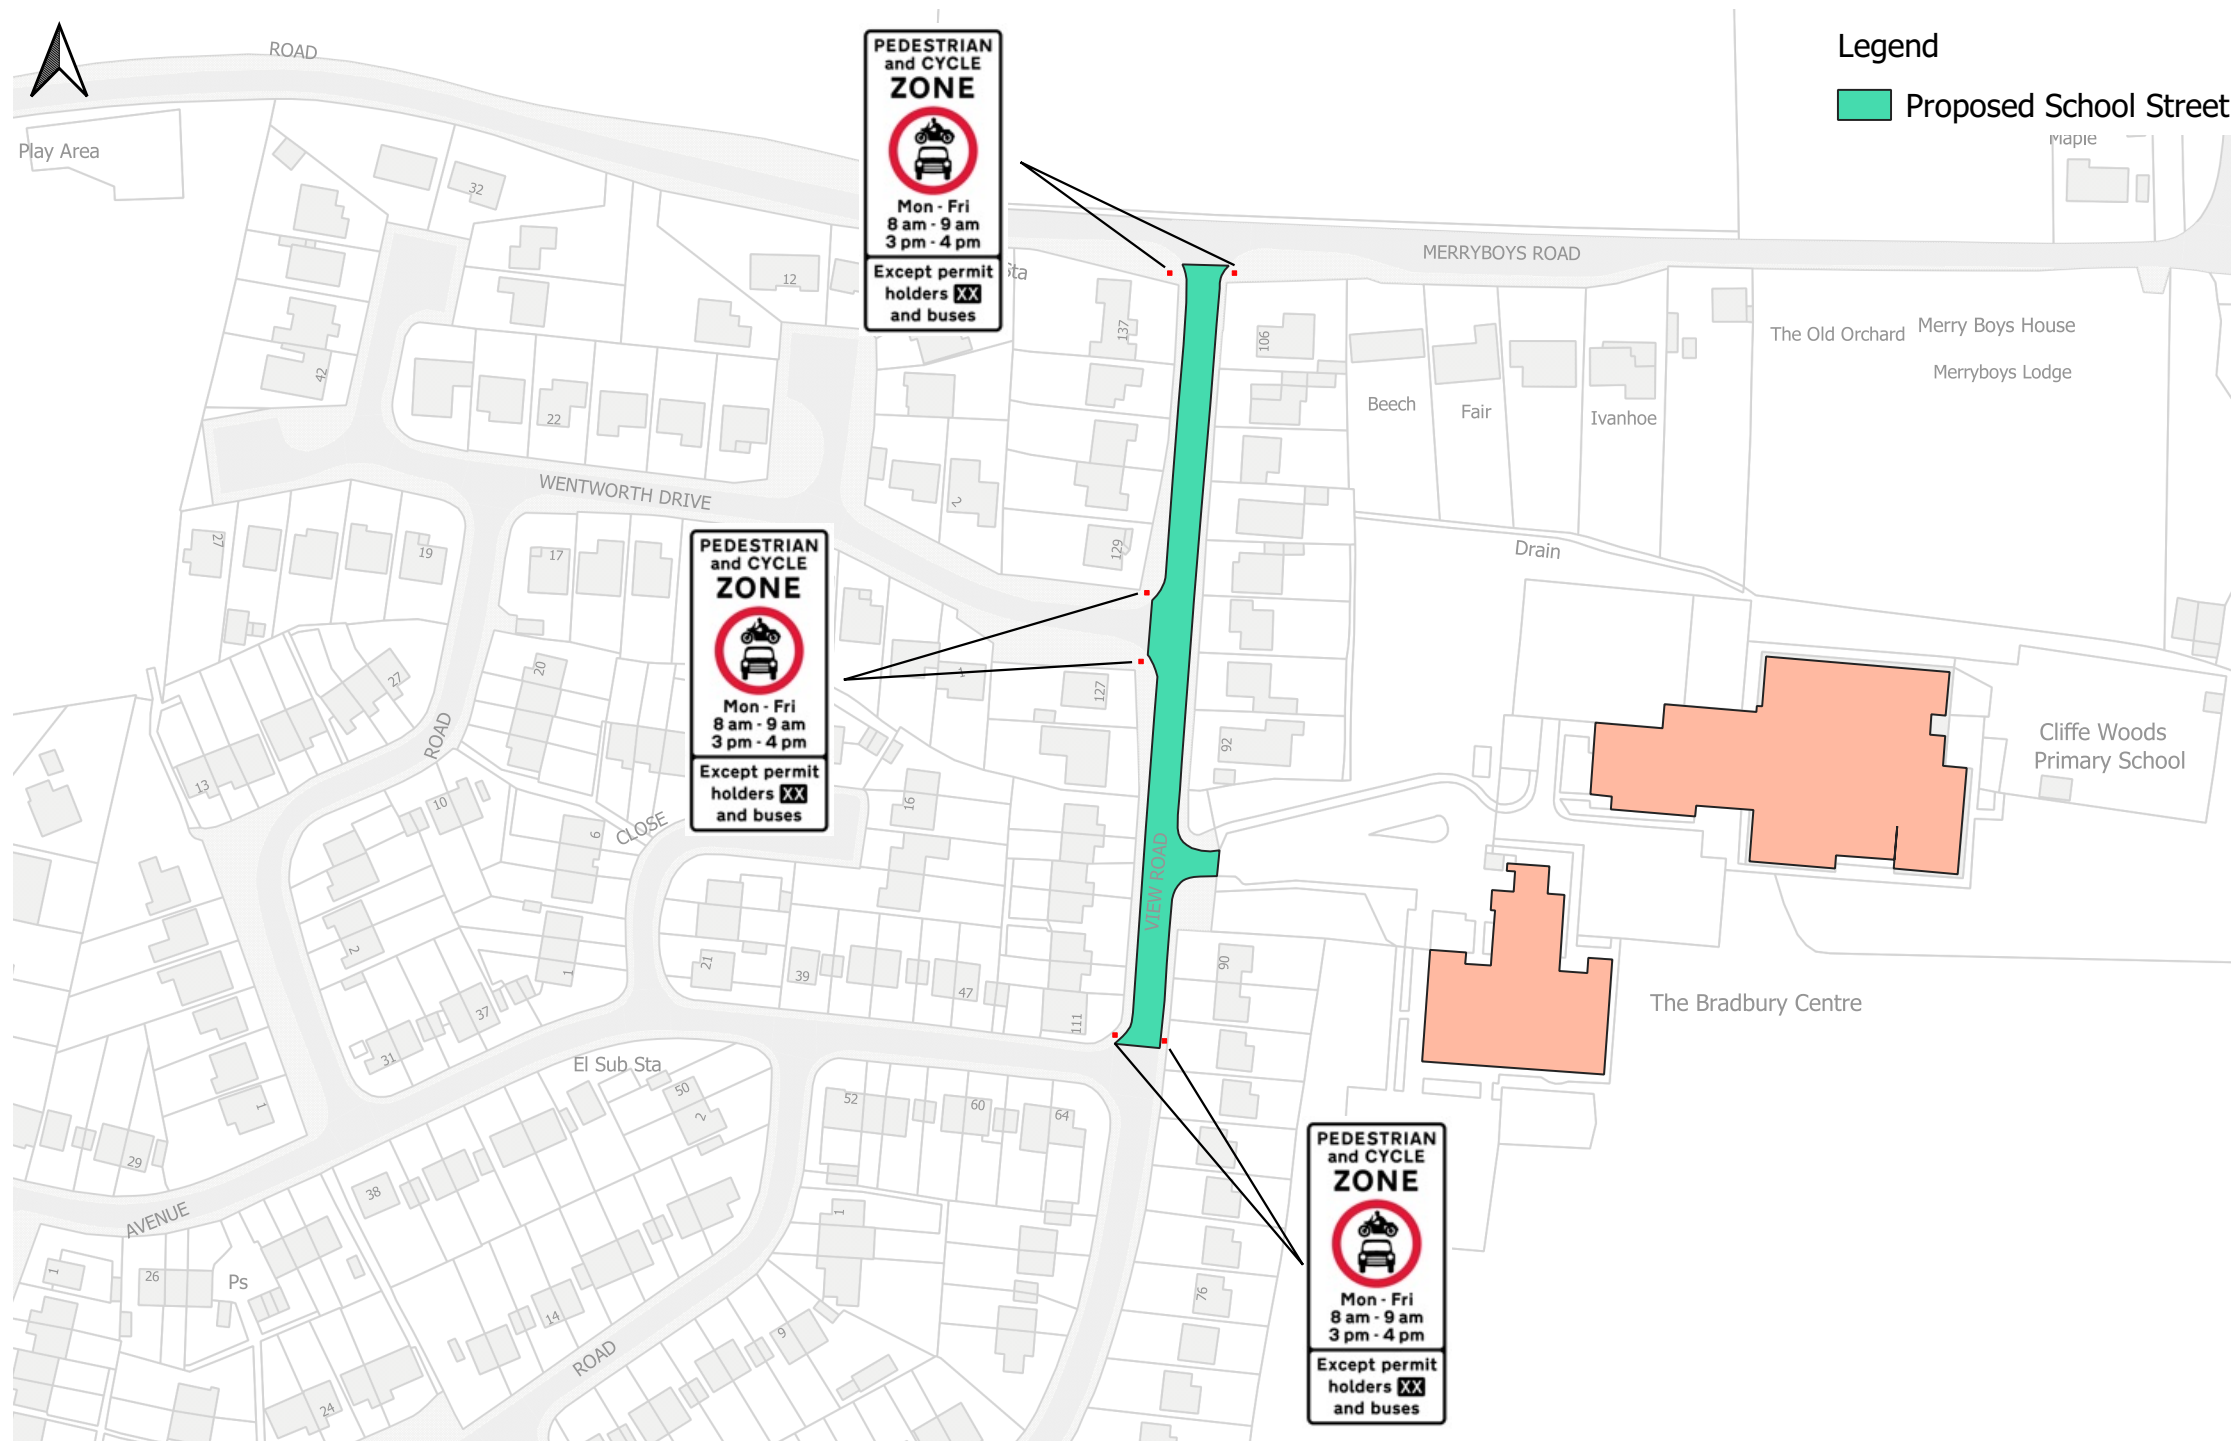 Legend
Proposed School Street
ROAD
Play Area
PEDESTRIAN
and CYCLE
ZONE
Mon - Fri
8 am - 9 am
3 pm - 4 pm
Except permit
holders XX
and buses
Maple
MERRYBOYS ROAD
32
12
Sta
137
106
The Old Orchard
Merry Boys House
Merryboys Lodge
42
22
Beech
Fair
Ivanhoe
WENTWORTH DRIVE
2
129
Drain
27
19
17
PEDESTRIAN
and CYCLE
ZONE
Mon - Fri
8 am - 9 am
3 pm - 4 pm
Except permit
holders XX
and buses
20
27
1
127
92
ROAD
13
10
6
CLOSE
16
Cliffe Woods
Primary School
VIEW ROAD
2
1
21
39
47
90
37
31
111
The Bradbury Centre
El Sub Sta
50
2
52
60
64
1
29
38
AVENUE
1
PEDESTRIAN
and CYCLE
ZONE
Mon - Fri
8 am - 9 am
3 pm - 4 pm
Except permit
holders XX
and buses
1
26
Ps
76
14
9
ROAD
24